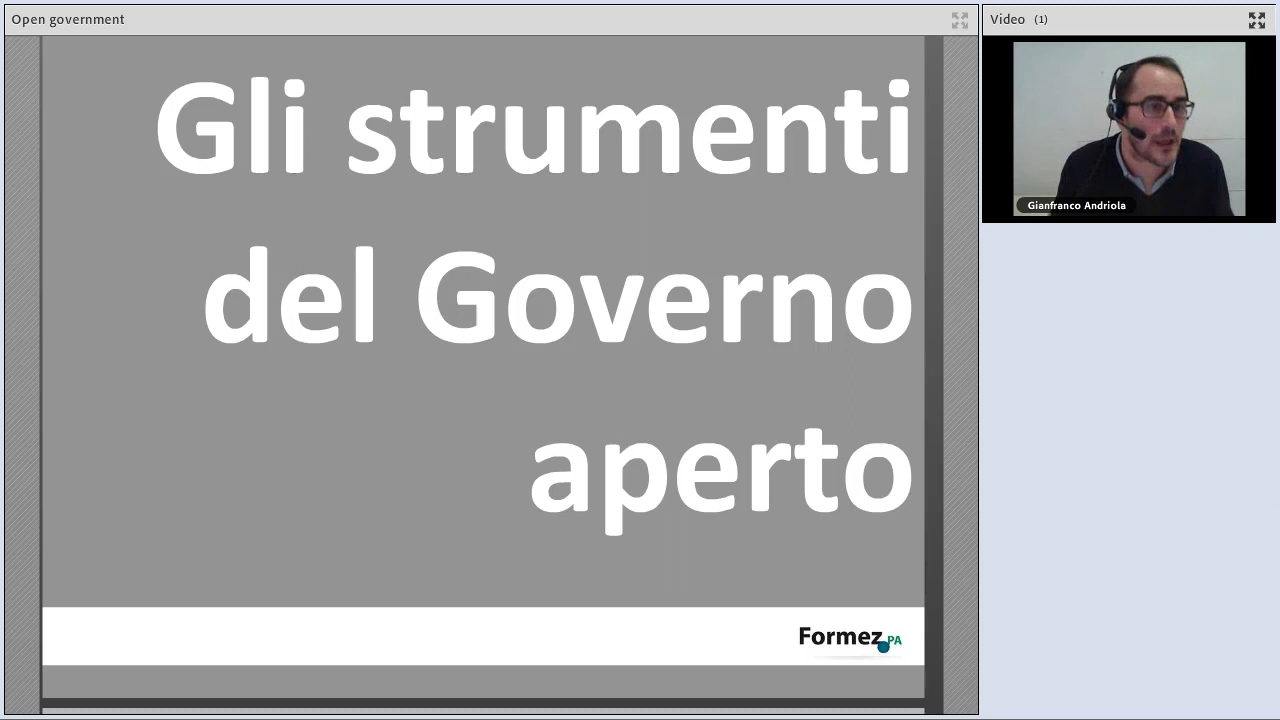 Open government
Video (1)
Gli strumenti
del Governo
aperto
Gianfranco Andriola
Formez PA